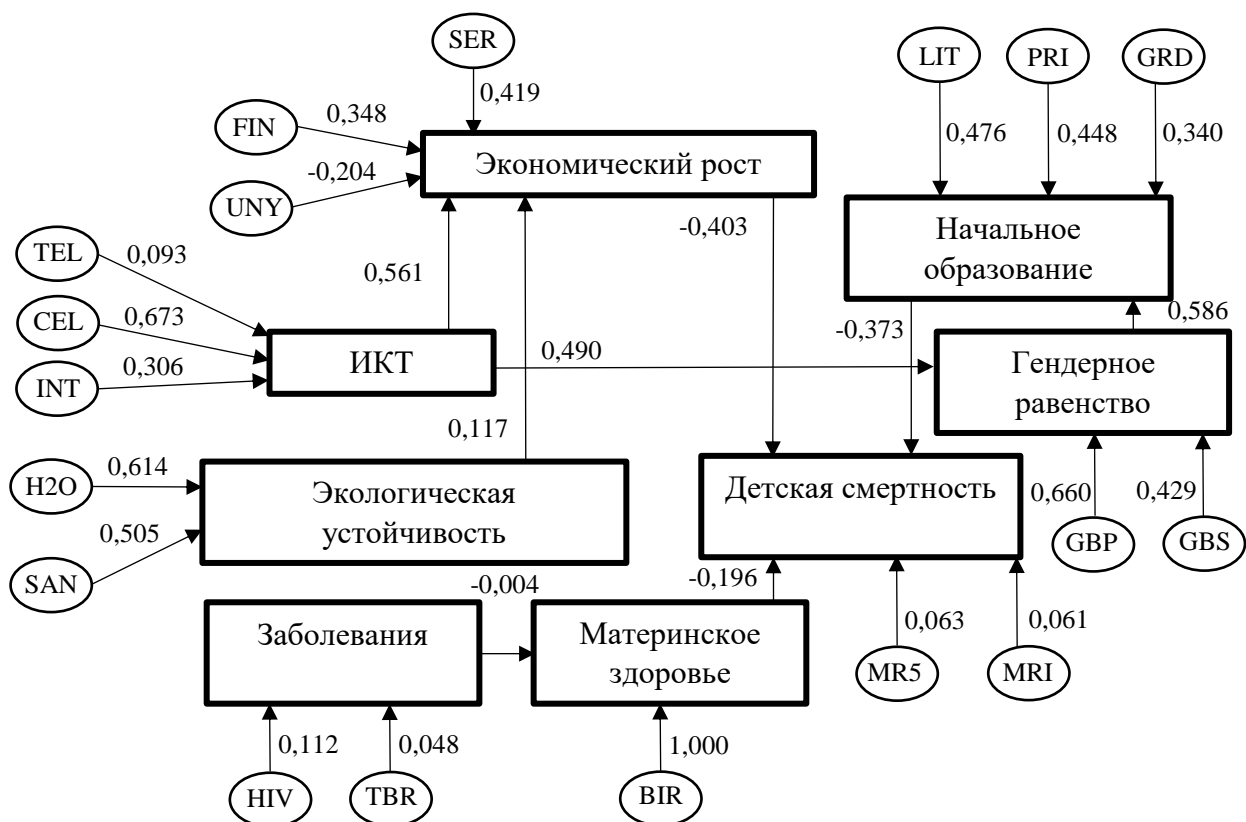 SER
LIT
PRI
GRD
0,419
FIN
0,348
0,476
0,448
0,340
Экономический рост
-0,204
UNY
-0,403
Начальное
образование
TEL
0,093
0,561
CEL
0,673
-0,373
0,586
ИКТ
0,490
INT
0,306
Гендерное
равенство
0,117
H2O
0,614
Экологическая
устойчивость
Детская смертность
0,660
0,429
0,505
GBP
GBS
SAN
-0,004
-0,196
Заболевания
Материнское
здоровье
0,063
0,061
MR5
MRI
0,112
0,048
1,000
HIV
TBR
BIR